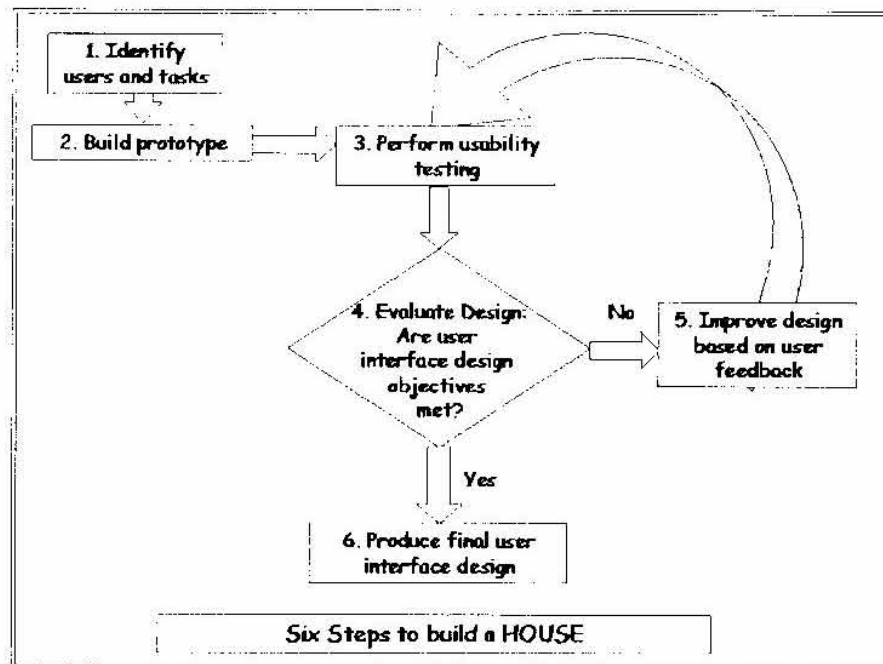 1. Identify
users and tasks
2. Build prototype
3. Perform usability
testing
4. Evaluate Design:
Are user
interface design
objectives
met?
No
5. Improve design
based on user
feedback
Yes
6. Produce final user
interface design
Six Steps to build a HOUSE